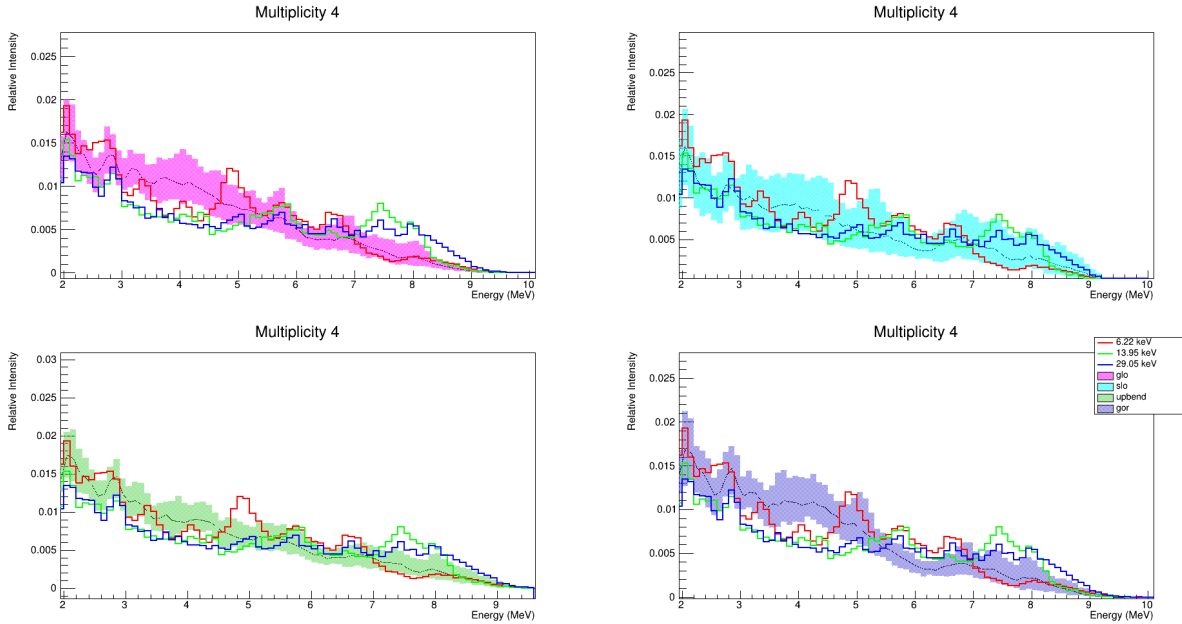 Multiplicity 4
Relative Intensity
0.025
0.02
0.015
0.01
0.005
0
2 3 4 5 6 7 8 9 10
Energy (MeV)
Multiplicity 4
Relative Intensity
0.025
0.02
0.015
0.01
0.005
2 3 4 5 6 7 8 9 10
Energy (MeV)
Multiplicity 4
Relative Intensity
0.03
0.025
0.02
0.015
0.01
0.005
0
2 3 4 5 6 7 8 9
Energy (MeV)
Multiplicity 4
Relative Intensity
0.025
0.02
0.015
0.01
0.005
0
2 3 4 5 6 7 8 9 10
Energy (MeV)
6.22 keV
13.95 keV
29.05 keV
glo
slo
upbend
gor